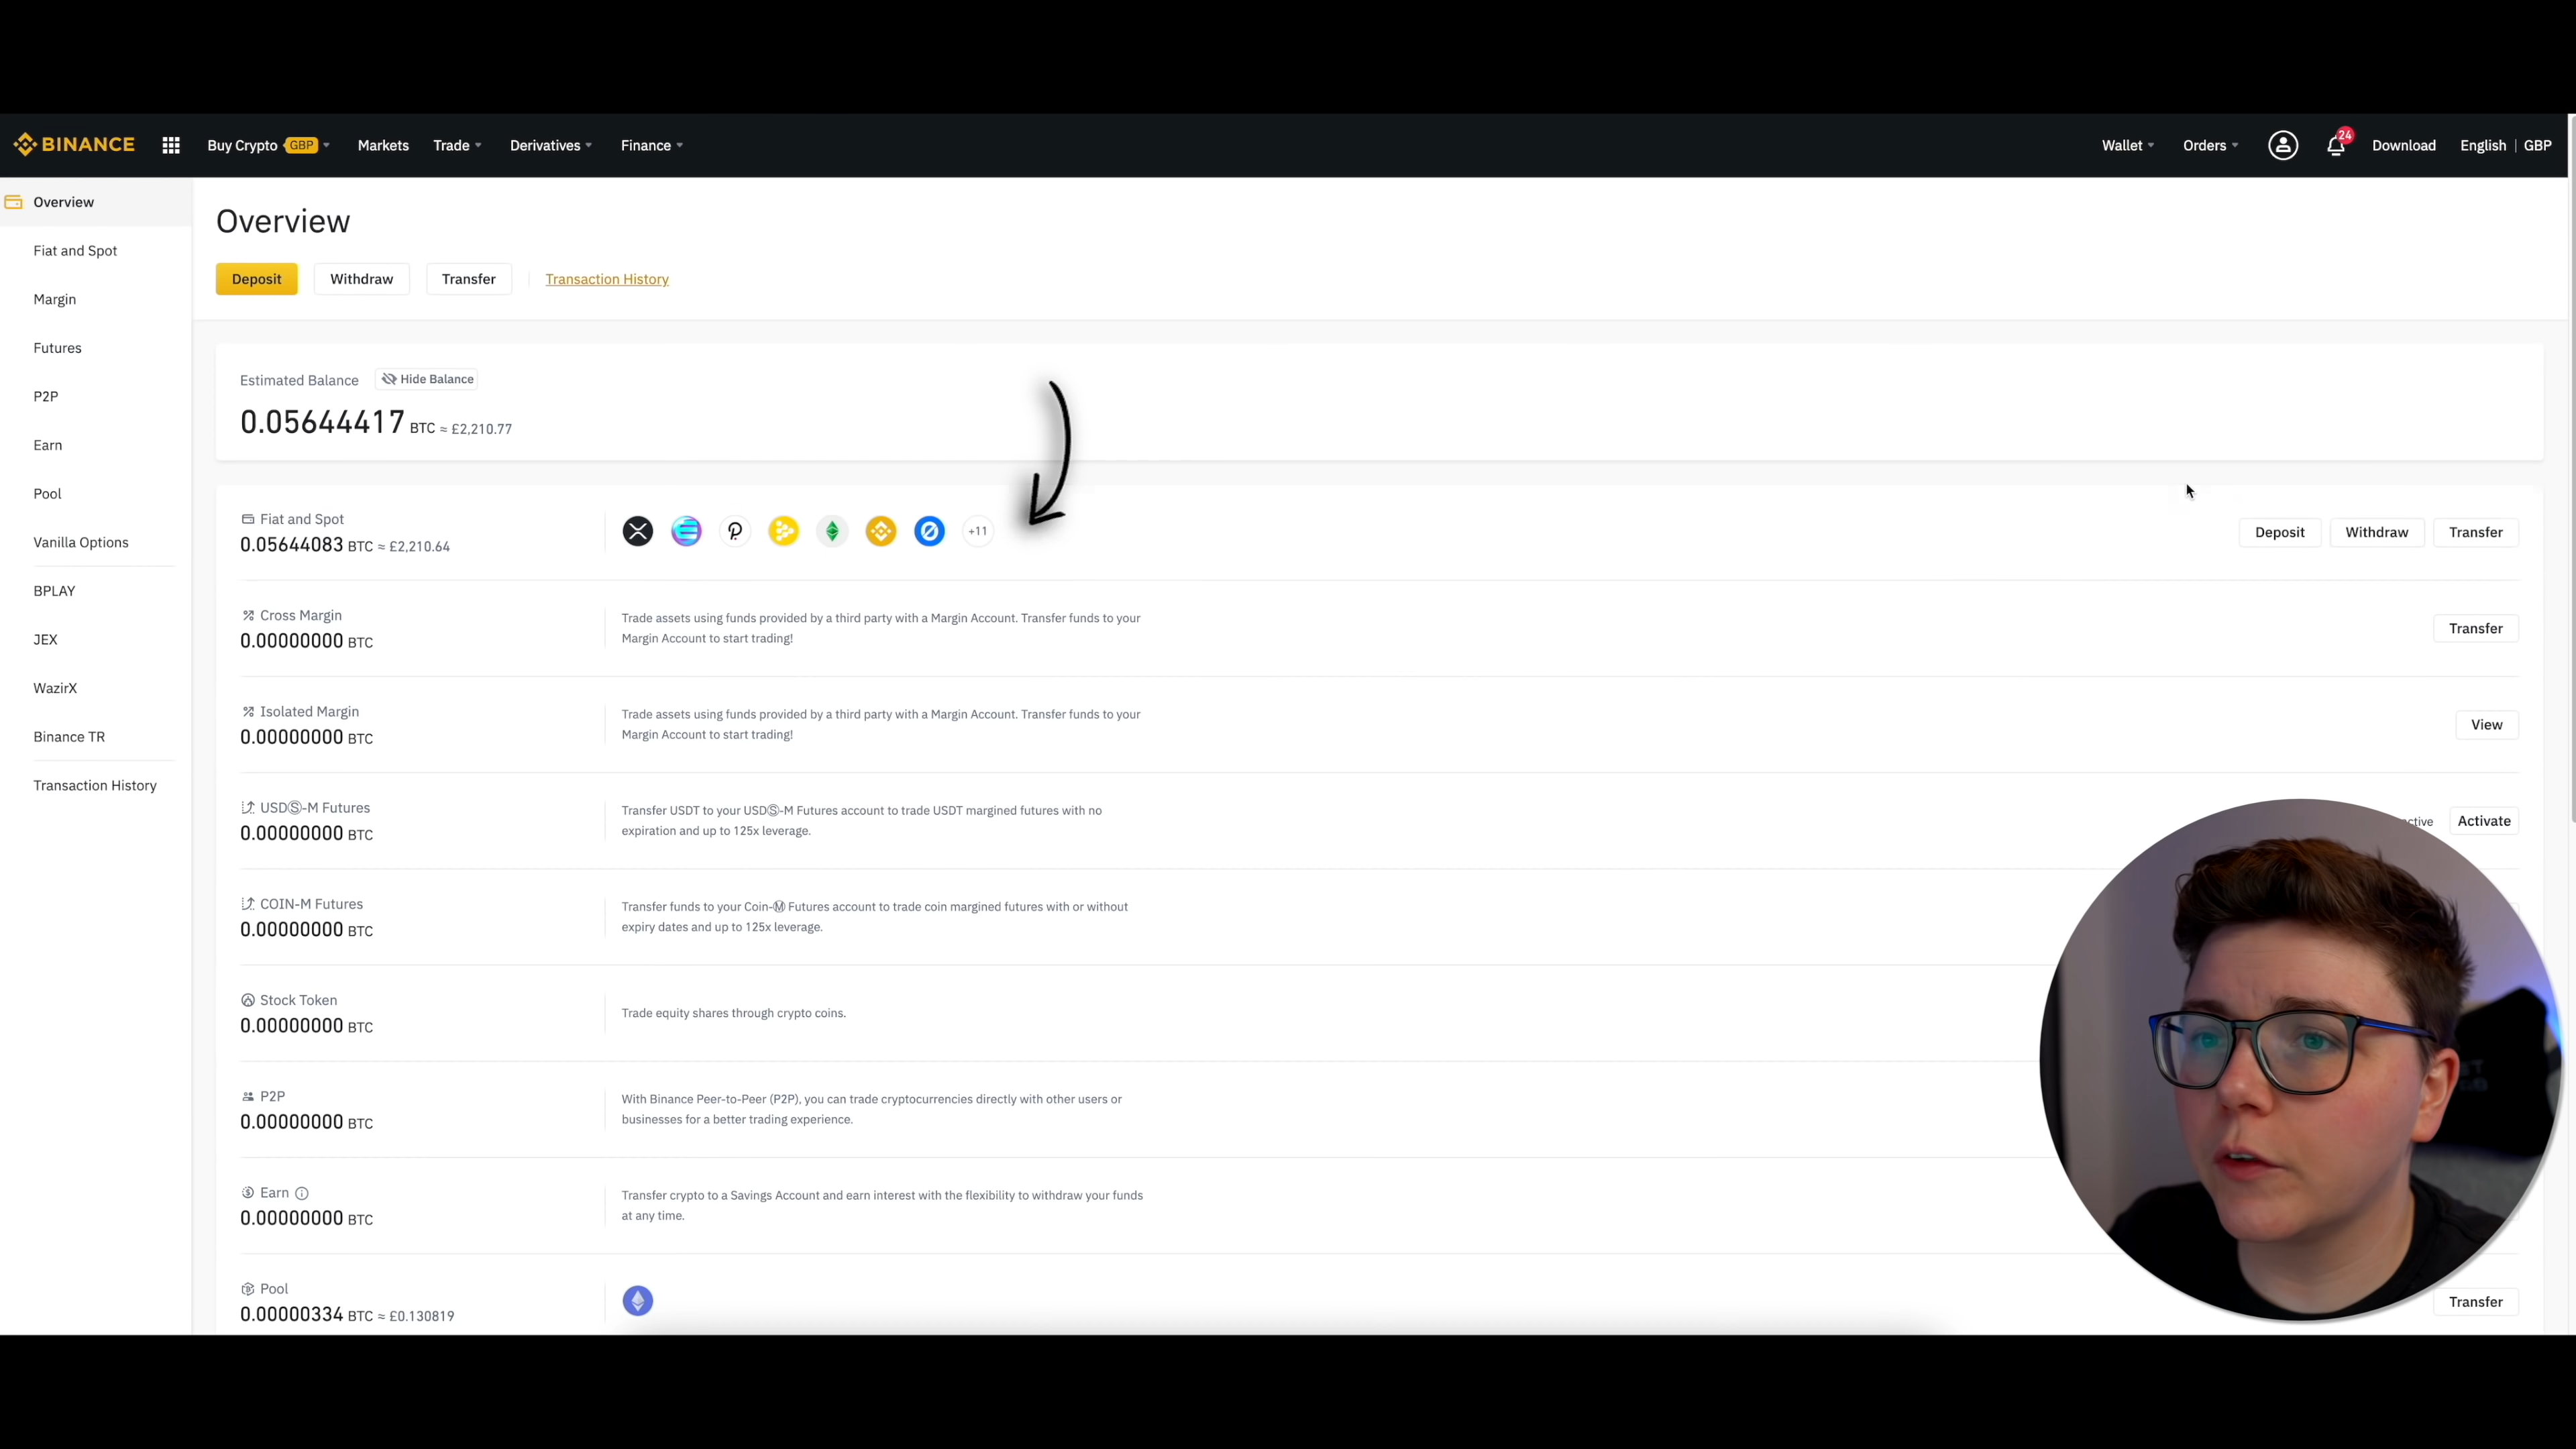 BINANCE
Buy Crypto GBP
Markets
Trade
Derivatives
Finance
Wallet
Orders
24
Download
English | GBP
Overview
Fiat and Spot
Margin
Futures
P2P
Earn
Pool
Vanilla Options
BPLAY
JEX
WazirX
Binance TR
Transaction History
Overview
Deposit
Withdraw
Transfer
Transaction History
Estimated Balance
Hide Balance
0.05644417 BTC ≈ £2,210.77
Fiat and Spot
0.05644083 BTC ≈ £2,210.64
+11
Deposit
Withdraw
Transfer
Cross Margin
0.00000000 BTC
Trade assets using funds provided by a third party with a Margin Account. Transfer funds to your
Margin Account to start trading!
Transfer
Isolated Margin
0.00000000 BTC
Trade assets using funds provided by a third party with a Margin Account. Transfer funds to your
Margin Account to start trading!
View
USDⓈ-M Futures
0.00000000 BTC
Transfer USDT to your USDⓈ-M Futures account to trade USDT margined futures with no
expiration and up to 125x leverage.
ctive
Activate
COIN-M Futures
0.00000000 BTC
Transfer funds to your Coin-Ⓜ Futures account to trade coin margined futures with or without
expiry dates and up to 125x leverage.
Stock Token
0.00000000 BTC
Trade equity shares through crypto coins.
P2P
0.00000000 BTC
With Binance Peer-to-Peer (P2P), you can trade cryptocurrencies directly with other users or
businesses for a better trading experience.
Earn
0.00000000 BTC
Transfer crypto to a Savings Account and earn interest with the flexibility to withdraw your funds
at any time.
Pool
0.00000334 BTC ≈ £0.130819
Transfer